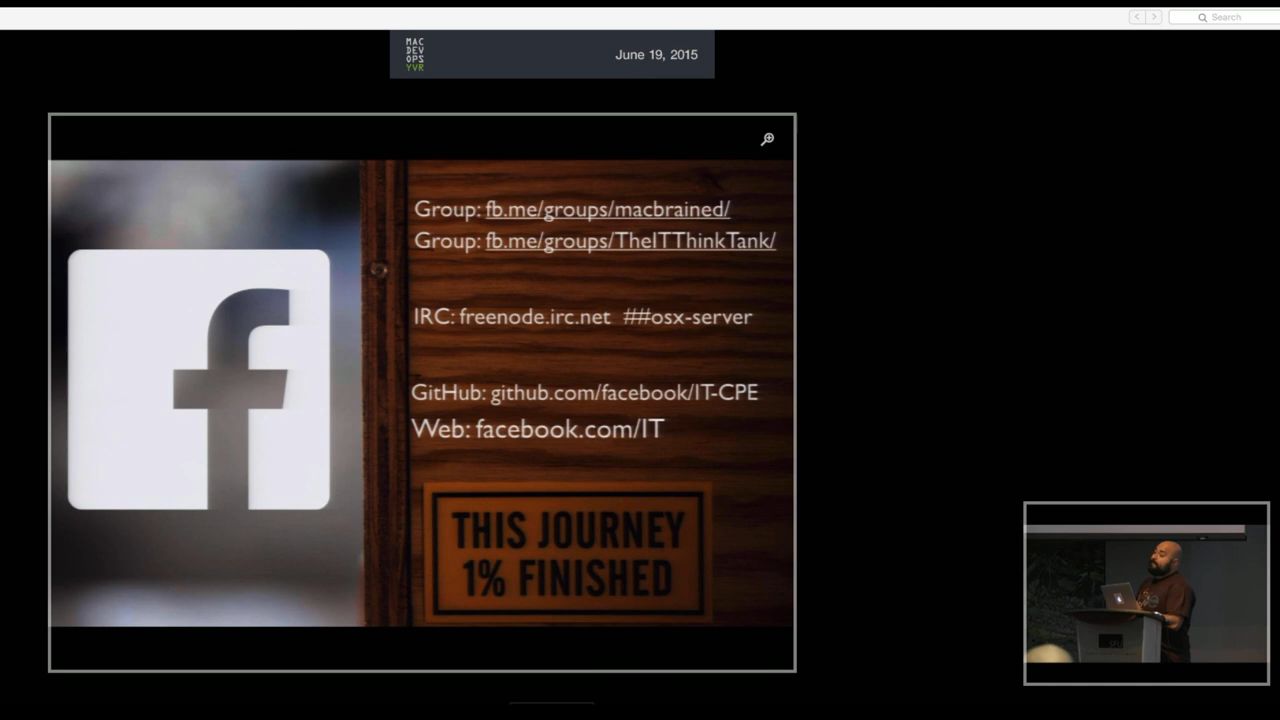 Search
MAC
DEV
OPS
YVR
June 19, 2015
Group: fb.me/groups/macbrained/
Group: fb.me/groups/TheITThinkTank/
IRC: freenode.irc.net ##osx-server
GitHub: github.com/facebook/IT-CPE
Web: facebook.com/IT
THIS JOURNEY
1% FINISHED